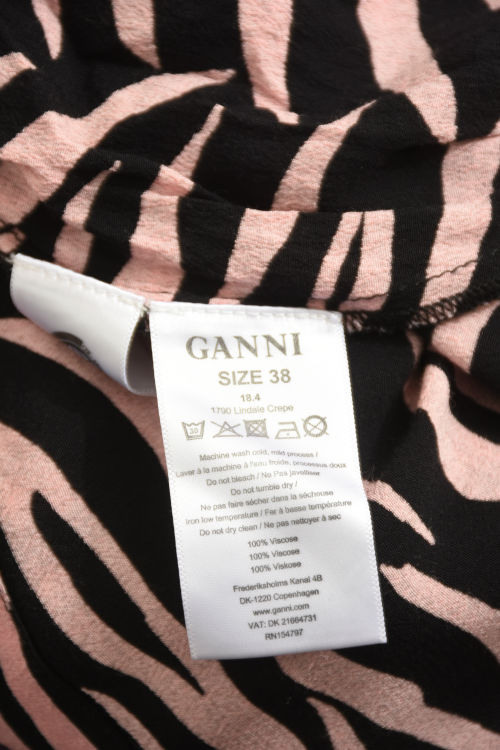 GANNI
SIZE 38
18.4
1790 Lindale Crepe
30
Machine wash cold, mild process /
Laver à la machine à l'eau froide, processus doux
Do not bleach / Ne Pas javeliser
Do not tumble dry /
Ne pas faire sécher dans la séchouse
Iron low temperature / Fer à basse température
Do not dry clean / Ne pas nettoyer à sec
100% Viscose
100% Viscose
100% Viskose
Frederiksholms Kanal 4B
DK-1220 Copenhagen
www.ganni.com
VAT: DK 21664731
RN154797